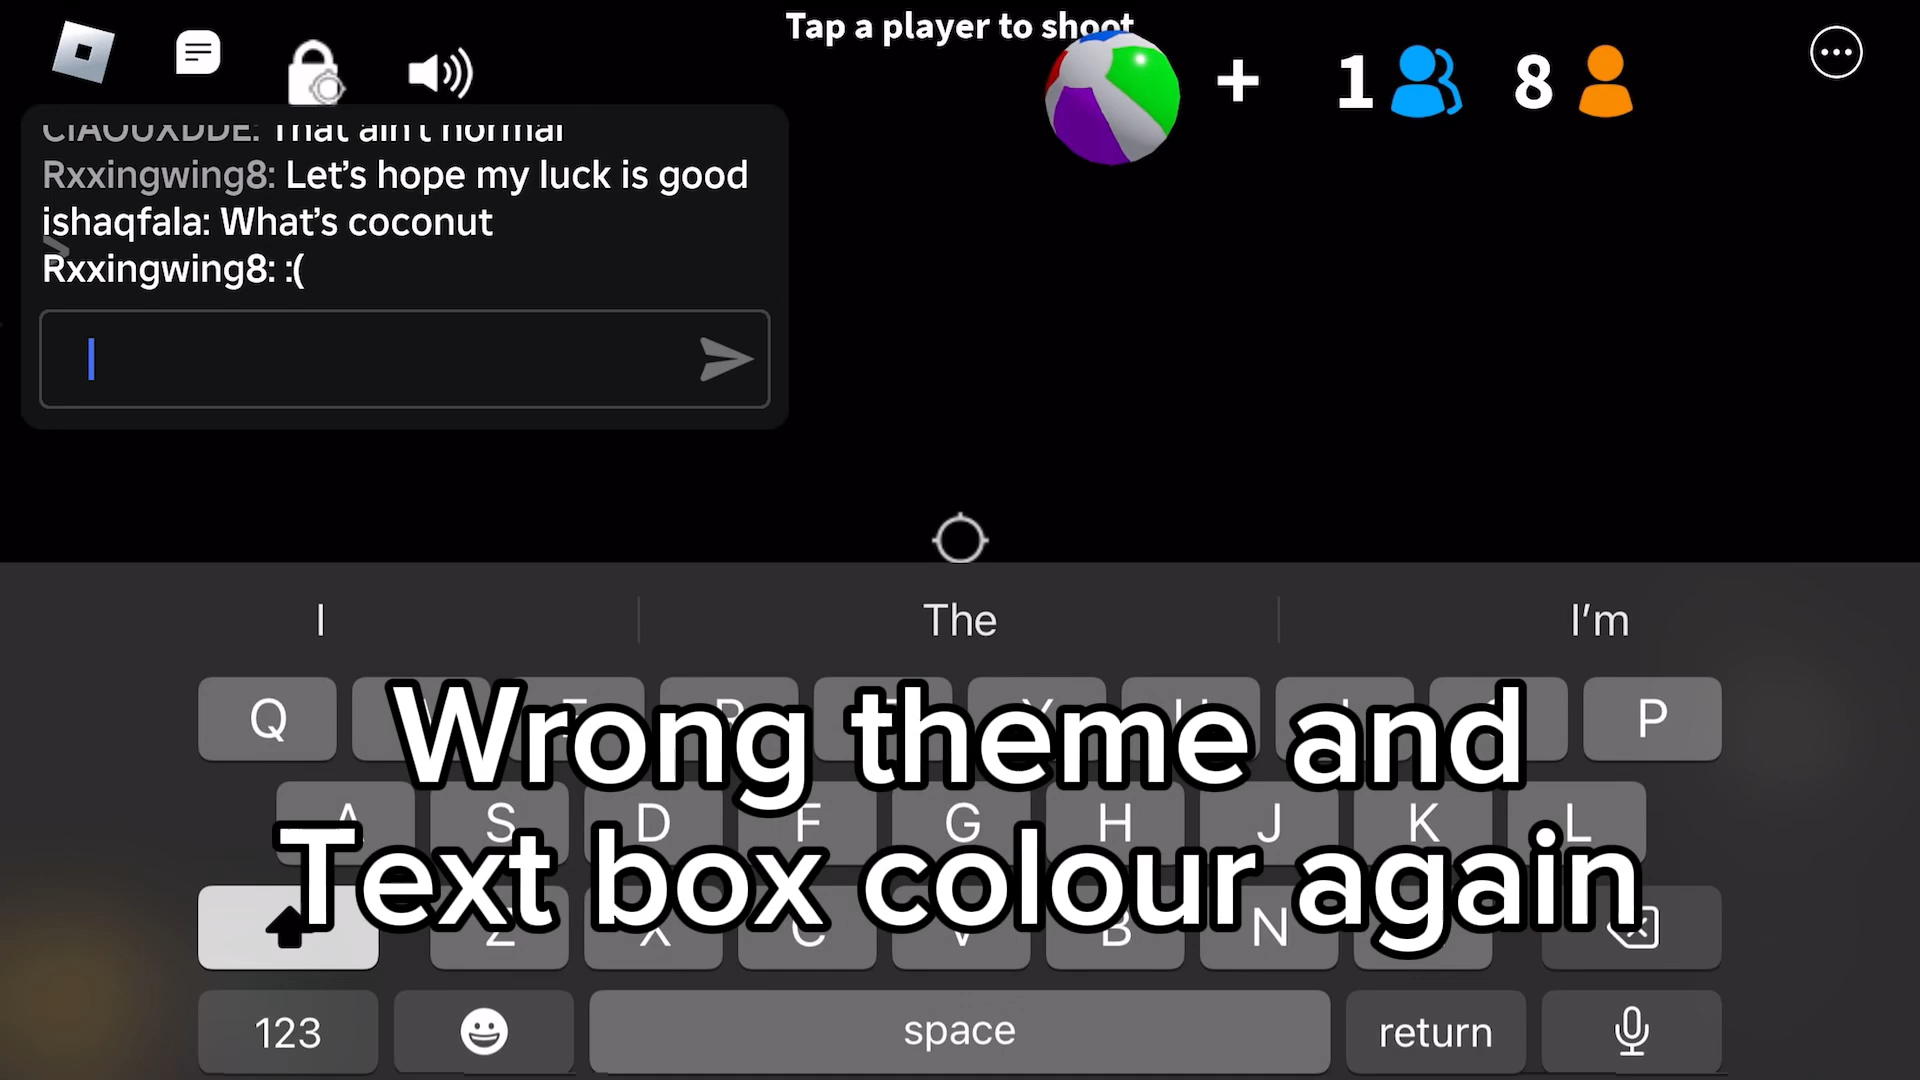 Tap a player to shoot
+ 1 8
CIAOUXDDE: That ain't normal
Rxxingwing8: Let's hope my luck is good
ishaqfala: What's coconut
Rxxingwing8: :(
I The I'm
Q P
Wrong theme and
A S D F G H J K L
Text box colour again
Z X C V B N
123 space return